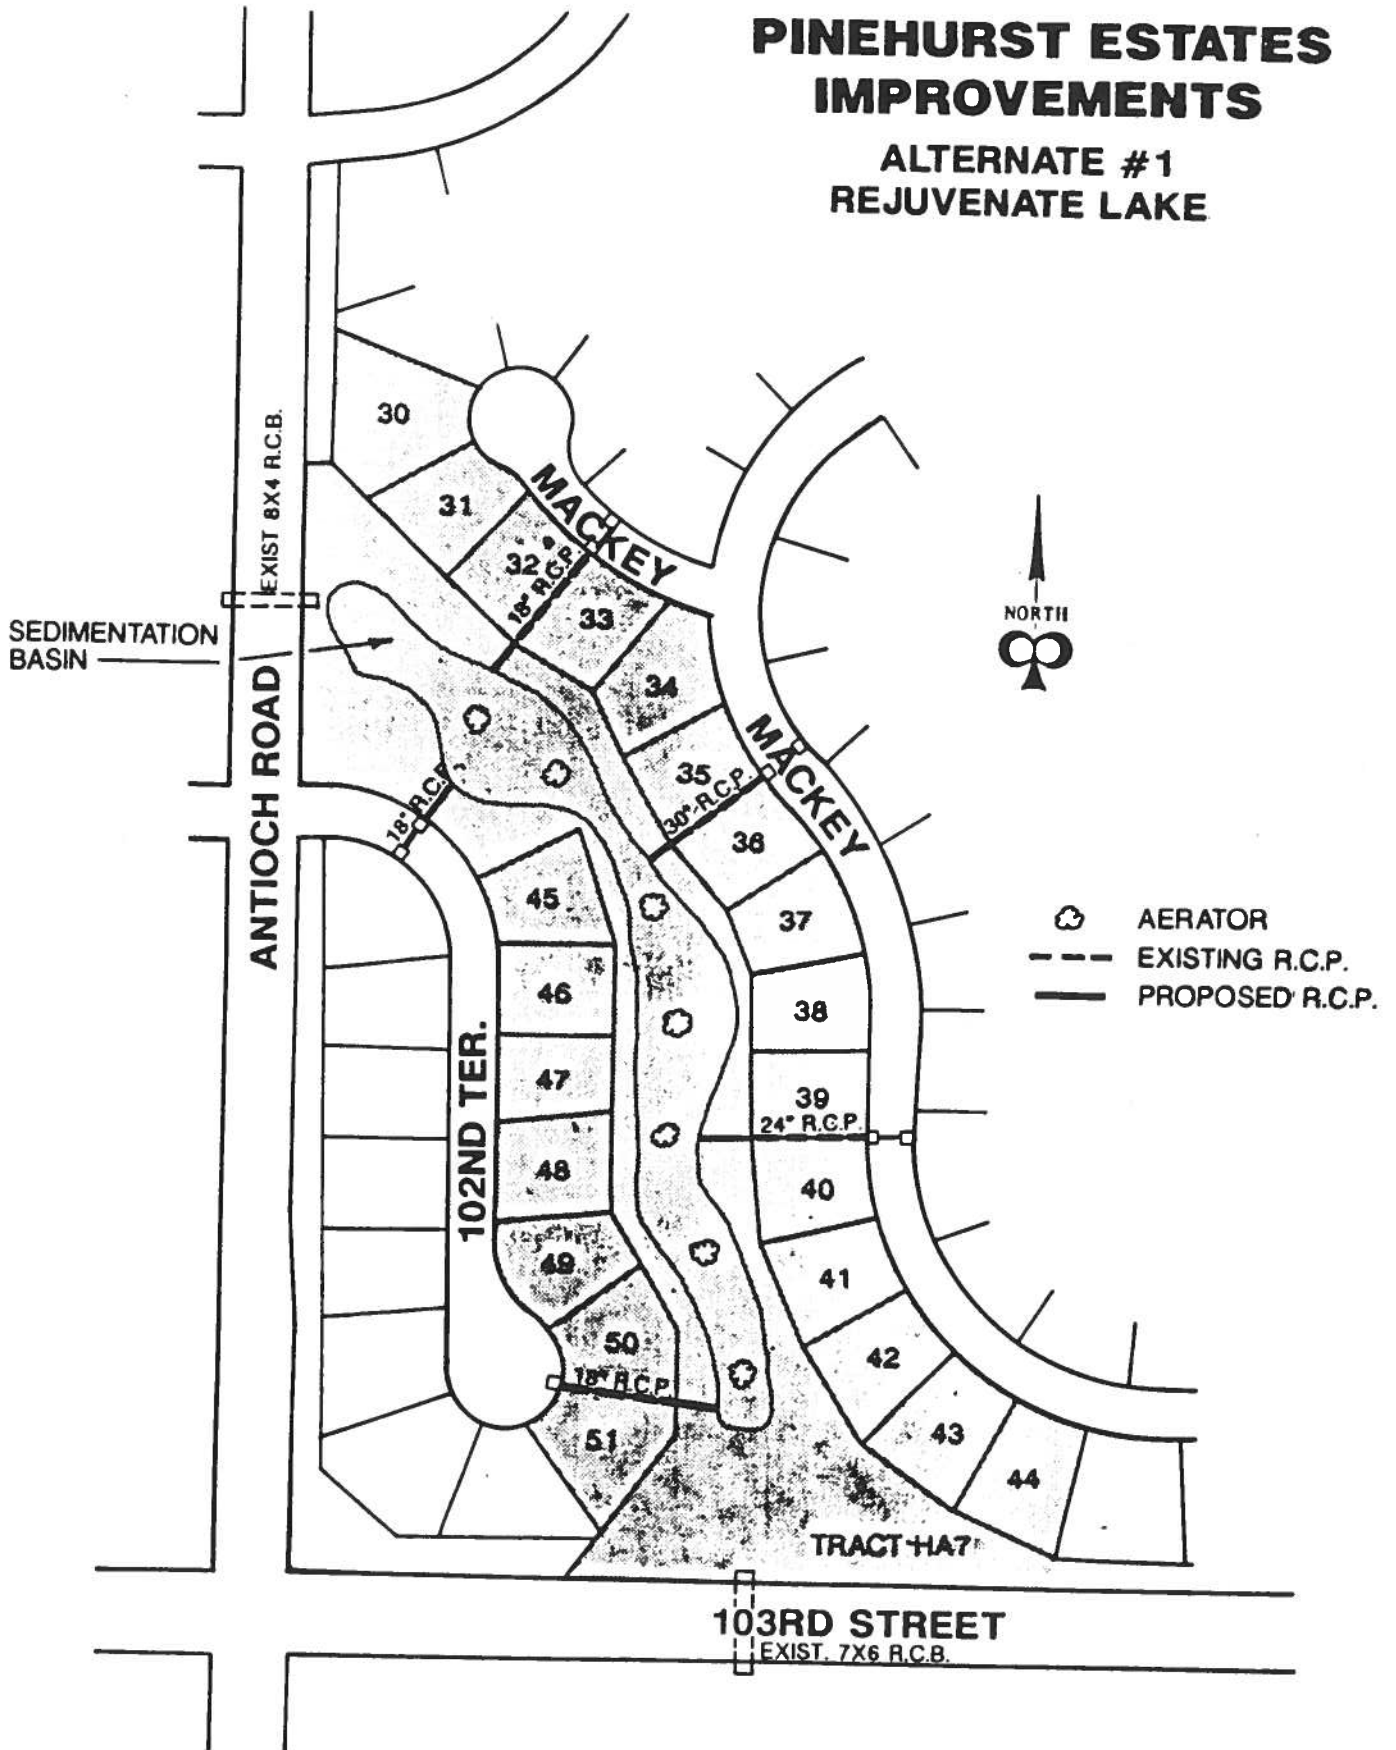 PINEHURST ESTATES
IMPROVEMENTS
ALTERNATE #1
REJUVENATE LAKE
30
EXIST 8X4 R.C.B.
31
MACKEY
32
18" R.C.P.
33
NORTH
SEDIMENTATION
BASIN
34
ANTIOCH ROAD
MACKEY
35
30" R.C.P.
18" R.C.P.
36
45
37
AERATOR
EXISTING R.C.P.
PROPOSED R.C.P.
46
38
102ND TER.
47
39
24" R.C.P.
48
40
49
41
50
42
18" R.C.P.
51
43
44
TRACT HA7
103RD STREET
EXIST. 7X6 R.C.B.